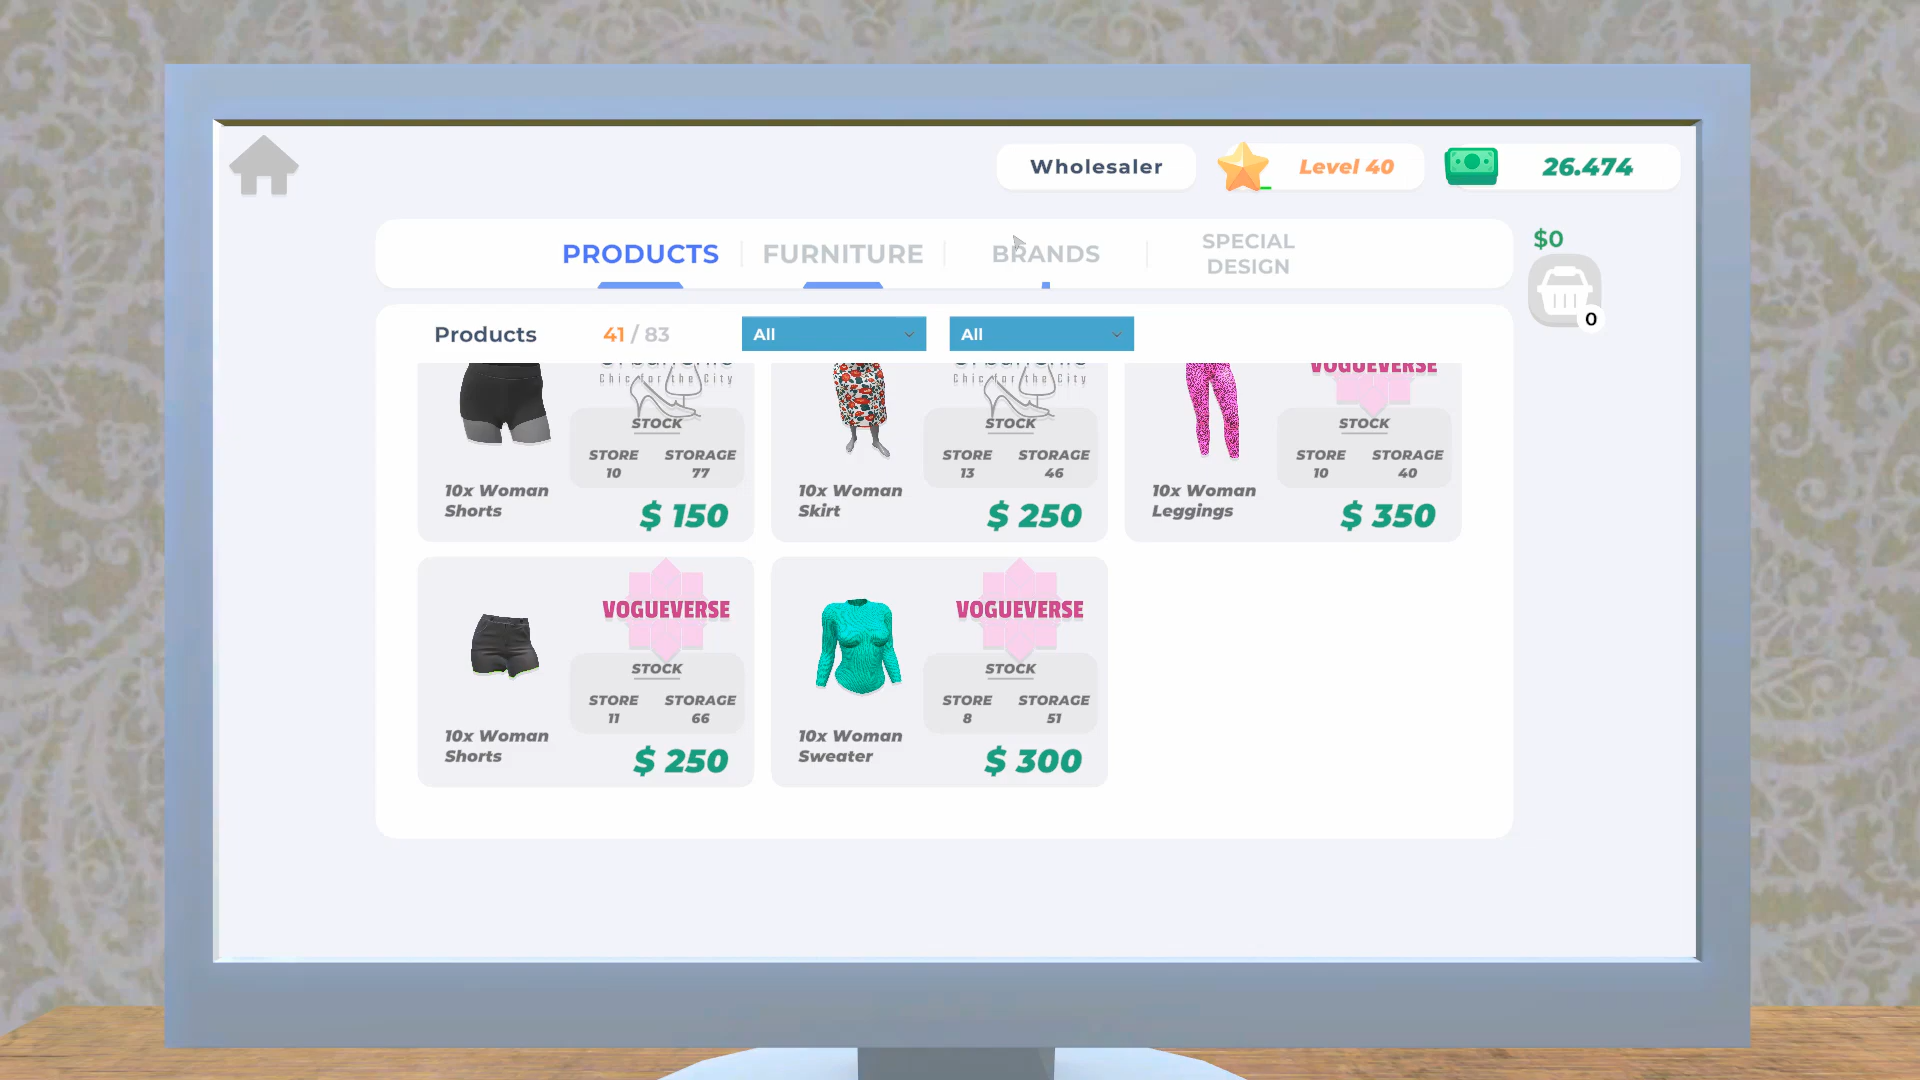 Wholesaler
Level 40
26.474
PRODUCTS
FURNITURE
BRANDS
SPECIAL
DESIGN
$0
0
Products
41 / 83
All
All
Chic for the City
STOCK
STORE
STORAGE
10
77
10x Woman
Shorts
$ 150
Chic for the City
STOCK
STORE
STORAGE
13
46
10x Woman
Skirt
$ 250
VOGUEVERSE
STOCK
STORE
STORAGE
10
40
10x Woman
Leggings
$ 350
VOGUEVERSE
STOCK
STORE
STORAGE
11
66
10x Woman
Shorts
$ 250
VOGUEVERSE
STOCK
STORE
STORAGE
8
51
10x Woman
Sweater
$ 300